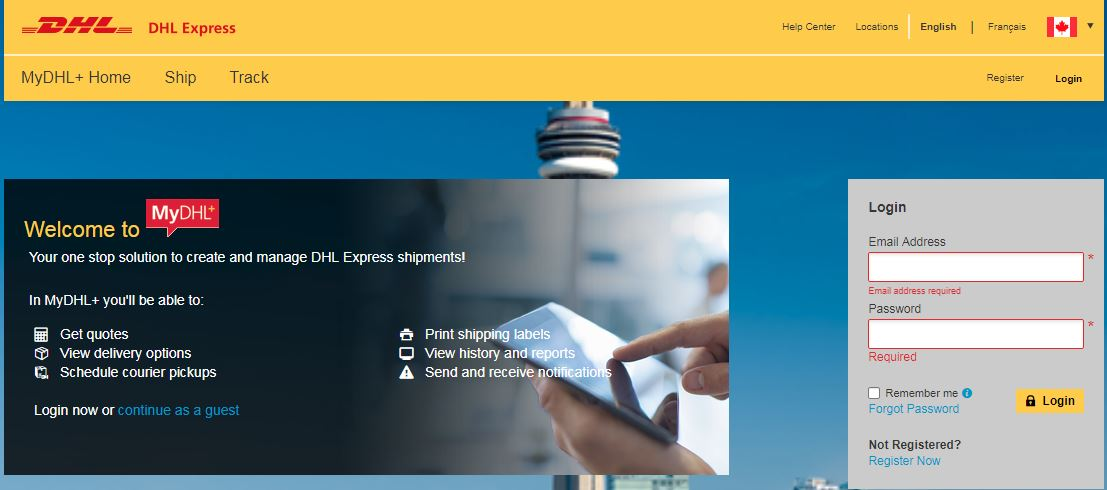 DHL DHL Express
Help Center Locations English | Français
MyDHL+ Home Ship Track
Register Login
Welcome to MyDHL+
Your one stop solution to create and manage DHL Express shipments!
In MyDHL+ you'll be able to:
Get quotes
View delivery options
Schedule courier pickups
Print shipping labels
View history and reports
Send and receive notifications
Login now or continue as a guest
Login
Email Address
*
Email address required
Password
*
Required
Remember me
Forgot Password
Login
Not Registered?
Register Now